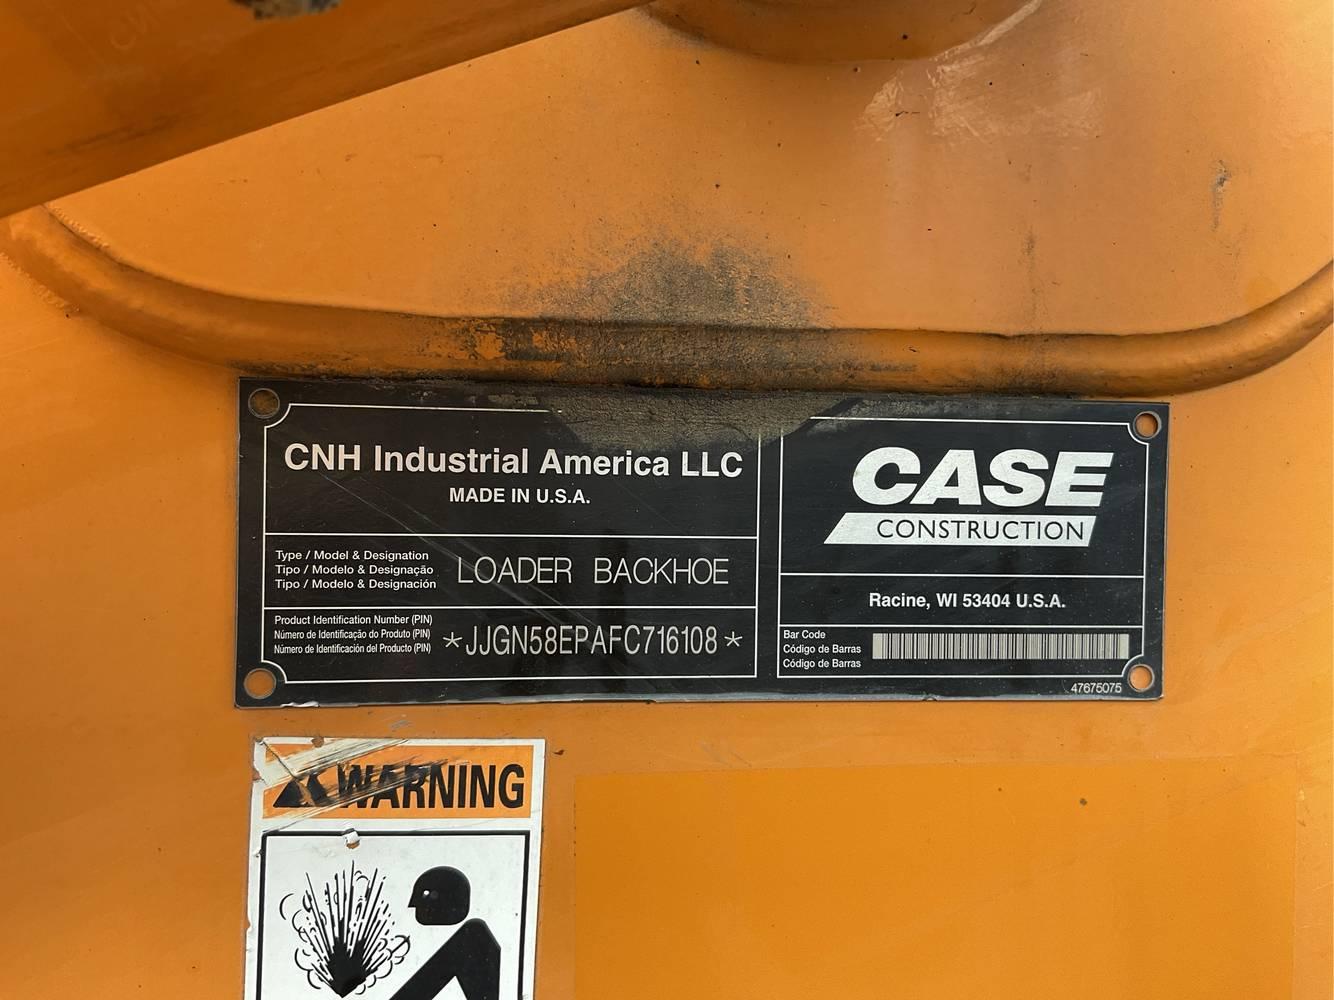 CNH Industrial America LLC
MADE IN U.S.A.
Type / Model & Designation
Tipo / Modelo & Designação
Tipo / Modelo & Designación
LOADER BACKHOE
Product Identification Number (PIN)
Número de Identificação do Produto (PIN)
Número de Identificación del Producto (PIN)
*JJGN58EPAFC716108*
CASE
CONSTRUCTION
Racine, WI 53404 U.S.A.
Bar Code
Código de Barras
Código de Barras
47675075
WARNING